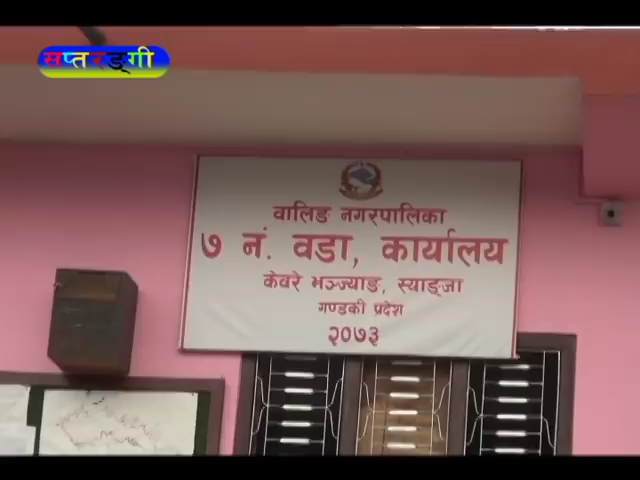 सप्तरङ्गी
वालिङ नगरपालिका
७ नं. वडा, कार्यालय
केवरे भञ्ज्याङ, स्याङ्जा
गण्डकी प्रदेश
२०७३